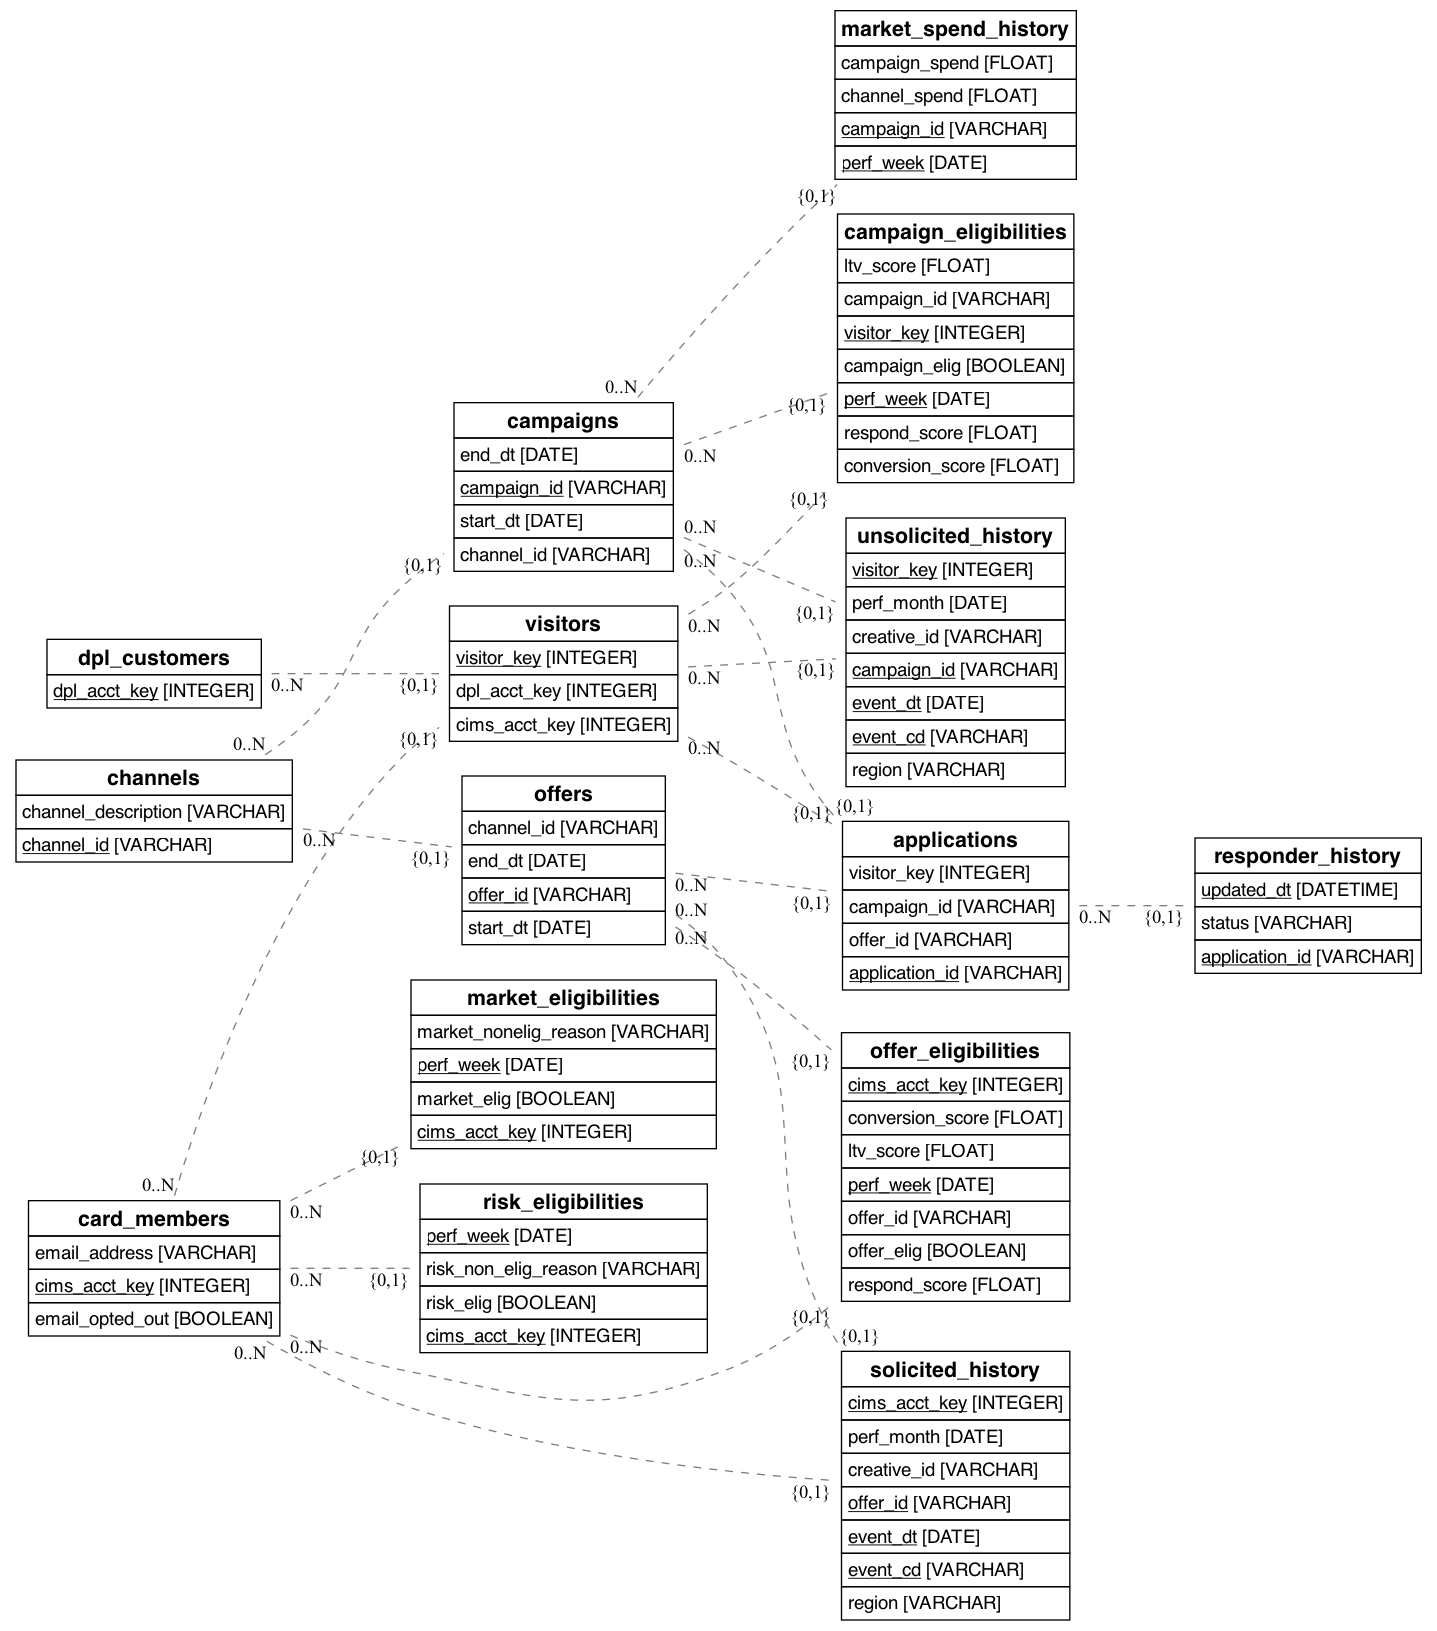 market_spend_history
campaign_spend [FLOAT]
channel_spend [FLOAT]
campaign_id [VARCHAR]
perf_week [DATE]
{0,1}
campaign_eligibilities
ltv_score [FLOAT]
campaign_id [VARCHAR]
visitor_key [INTEGER]
campaign_elig [BOOLEAN]
perf_week [DATE]
respond_score [FLOAT]
conversion_score [FLOAT]
0..N
{0,1}
campaigns
end_dt [DATE]
campaign_id [VARCHAR]
start_dt [DATE]
channel_id [VARCHAR]
0..N
{0,1}
0..N
0..N
{0,1}
unsolicited_history
visitor_key [INTEGER]
perf_month [DATE]
creative_id [VARCHAR]
campaign_id [VARCHAR]
event_dt [DATE]
event_cd [VARCHAR]
region [VARCHAR]
{0,1}
{0,1}
visitors
visitor_key [INTEGER]
dpl_acct_key [INTEGER]
cims_acct_key [INTEGER]
0..N
0..N
0..N
dpl_customers
dpl_acct_key [INTEGER]
0..N
{0,1}
0..N
{0,1}
channels
channel_description [VARCHAR]
channel_id [VARCHAR]
0..N
{0,1}
offers
channel_id [VARCHAR]
end_dt [DATE]
offer_id [VARCHAR]
start_dt [DATE]
0..N
0..N
0..N
{0,1}
{0,1}
{0,1}
applications
visitor_key [INTEGER]
campaign_id [VARCHAR]
offer_id [VARCHAR]
application_id [VARCHAR]
0..N
{0,1}
responder_history
updated_dt [DATETIME]
status [VARCHAR]
application_id [VARCHAR]
market_eligibilities
market_nonelig_reason [VARCHAR]
perf_week [DATE]
market_elig [BOOLEAN]
cims_acct_key [INTEGER]
{0,1}
{0,1}
offer_eligibilities
cims_acct_key [INTEGER]
conversion_score [FLOAT]
ltv_score [FLOAT]
perf_week [DATE]
offer_id [VARCHAR]
offer_elig [BOOLEAN]
respond_score [FLOAT]
0..N
card_members
email_address [VARCHAR]
cims_acct_key [INTEGER]
email_opted_out [BOOLEAN]
0..N
0..N
{0,1}
0..N
0..N
risk_eligibilities
perf_week [DATE]
risk_non_elig_reason [VARCHAR]
risk_elig [BOOLEAN]
cims_acct_key [INTEGER]
{0,1}
{0,1}
solicited_history
cims_acct_key [INTEGER]
perf_month [DATE]
creative_id [VARCHAR]
offer_id [VARCHAR]
event_dt [DATE]
event_cd [VARCHAR]
region [VARCHAR]
{0,1}